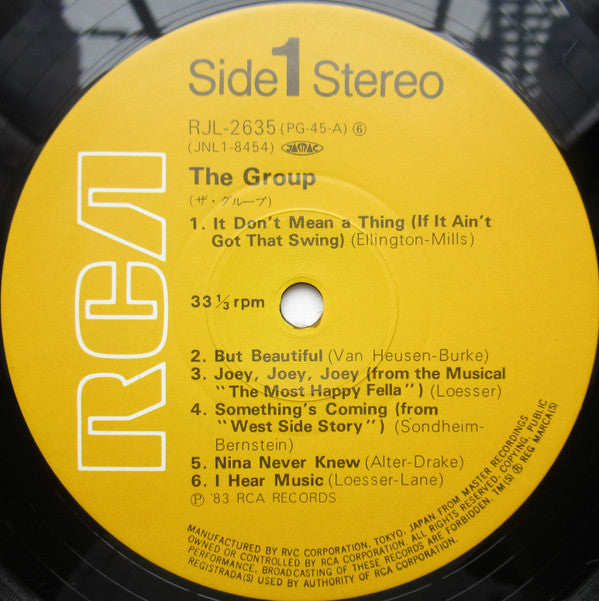 Side 1 Stereo
RJL-2635 (PG-45-A) ⑥
(JNL1-8454) JASRAC
The Group
(ザ・グループ)
1. It Don't Mean a Thing (If It Ain't
Got That Swing) (Ellington-Mills)
33 1/3 rpm
2. But Beautiful (Van Heusen-Burke)
3. Joey, Joey, Joey (from the Musical
"The Most Happy Fella") (Loesser)
4. Something's Coming (from
"West Side Story") (Sondheim-
Bernstein)
5. Nina Never Knew (Alter-Drake)
6. I Hear Music (Loesser-Lane)
Ⓟ '83 RCA RECORDS
RCA
MANUFACTURED BY RVC CORPORATION, TOKYO, JAPAN FROM MASTER RECORDINGS
OWNED OR CONTROLLED BY RCA CORPORATION. ALL RIGHTS RESERVED. COPYING, PUBLIC
PERFORMANCE, BROADCASTING OF THESE RECORDS ARE FORBIDDEN. TM(S) ® REG MARCA(S)
REGISTRADA(S) USED BY AUTHORITY OF RCA CORPORATION.